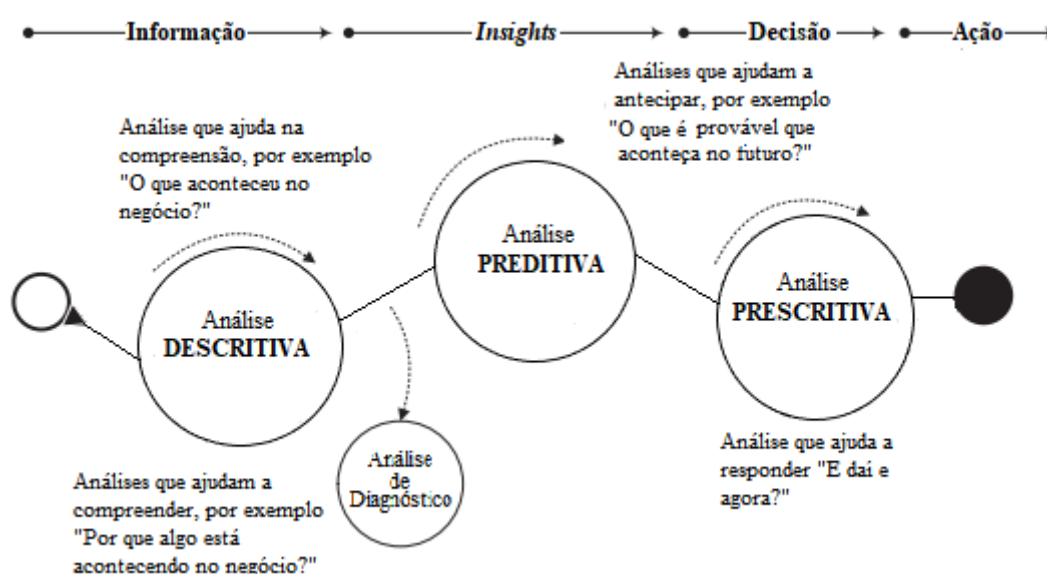 Informação Insights Decisão Ação
Análises que ajudam a
antecipar, por exemplo
"O que é provável que
aconteça no futuro?"
Análise que ajuda na
compreensão, por exemplo
"O que aconteceu no
negócio?"
Análise
PREDITIVA
Análise
PRESCRITIVA
Análise
DESCRITIVA
Análise que ajuda a
responder "E daí e
agora?"
Análise
de
Diagnóstico
Análises que ajudam a
compreender, por exemplo
"Por que algo está
acontecendo no negócio?"